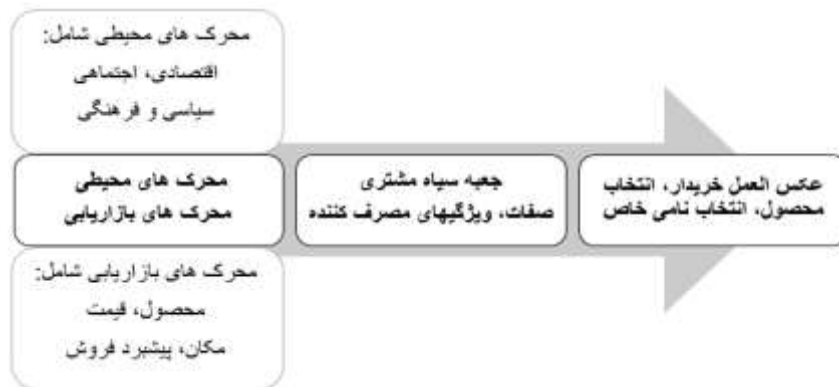 محرک های محیطی شامل:
اقتصادی، اجتماهی
سیاسی و فرهنگی
محرک های محیطی
محرک های بازاریابی
جعبه سیاه مشتری
صفات، ویژگیهای مصرف کننده
عکس العمل خریدار، انتخاب
محصول، انتخاب نامی خاص
محرک های بازاریابی شامل:
محصول، قیمت
مکان، پیشبرد فروش